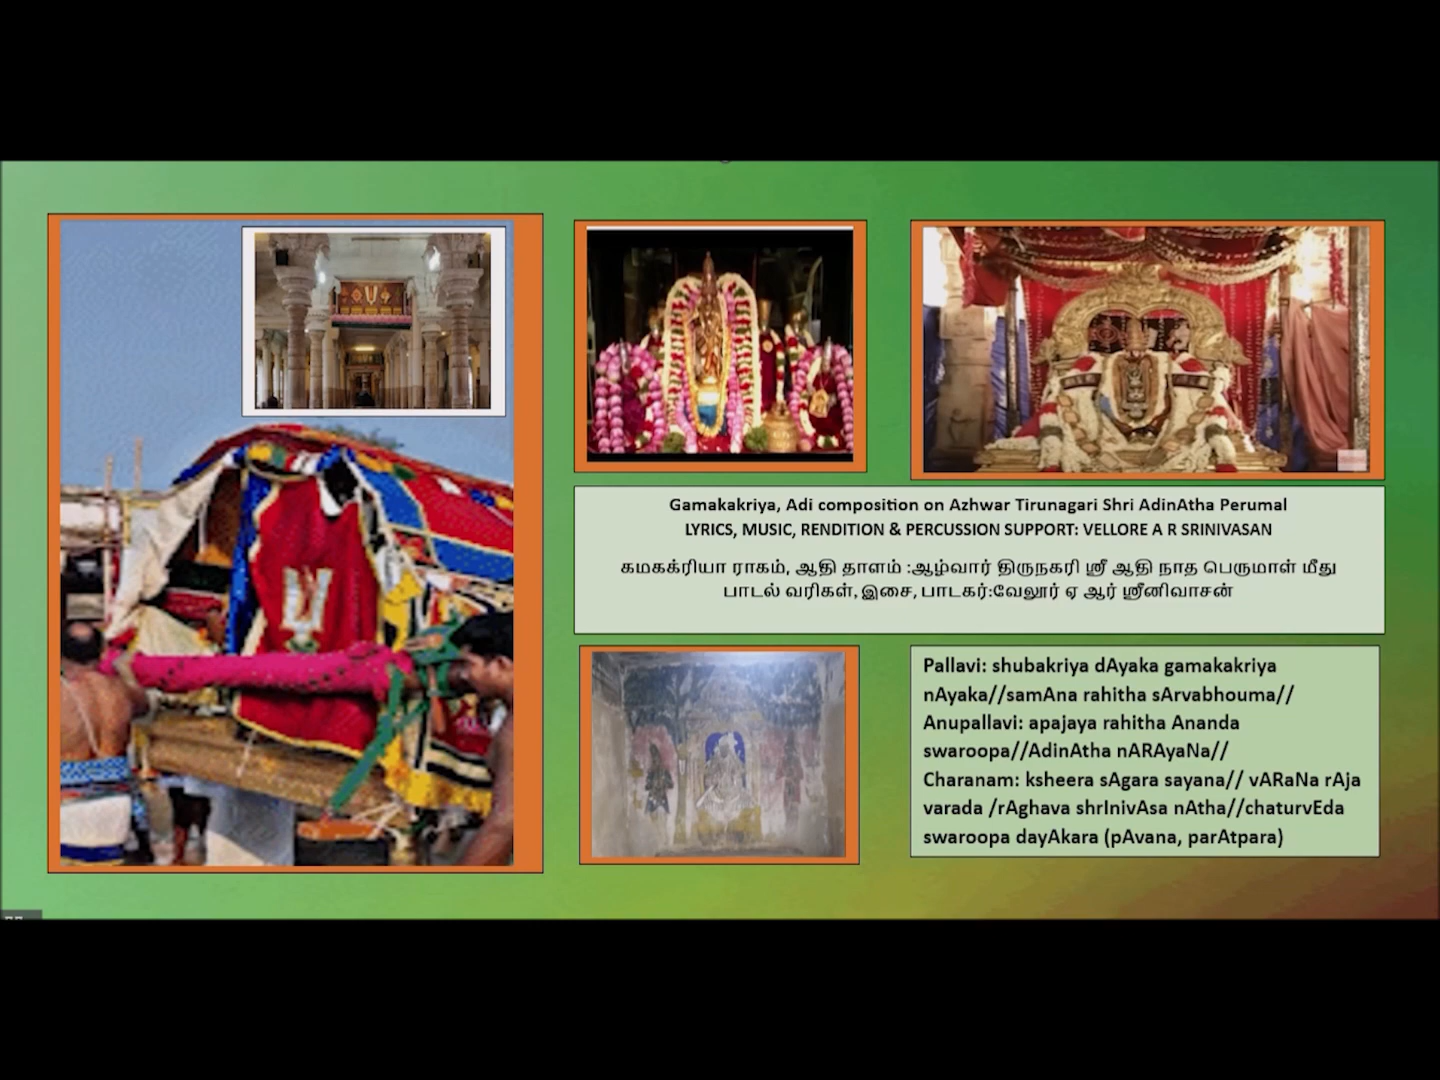 Gamakakriya, Adi composition on Azhwar Tirunagari Shri AdinAtha Perumal
LYRICS, MUSIC, RENDITION & PERCUSSION SUPPORT: VELLORE A R SRINIVASAN
கமகக்ரியா ராகம், ஆதி தாளம் :ஆழ்வார் திருநகரி ஸ்ரீ ஆதி நாத பெருமாள் மீது
பாடல் வரிகள், இசை, பாடகர்:வேலூர் ஏ ஆர் ஸ்ரீனிவாசன்
Pallavi: shubakriya dAyaka gamakakriya
nAyaka//samAna rahitha sArvabhouma//
Anupallavi: apajaya rahitha Ananda
swaroopa//AdinAtha nARAyaNa//
Charanam: ksheera sAgara sayana// vARaNa rAja
varada /rAghava shrInivAsa nAtha//chaturvEda
swaroopa dayAkara (pAvana, parAtpara)